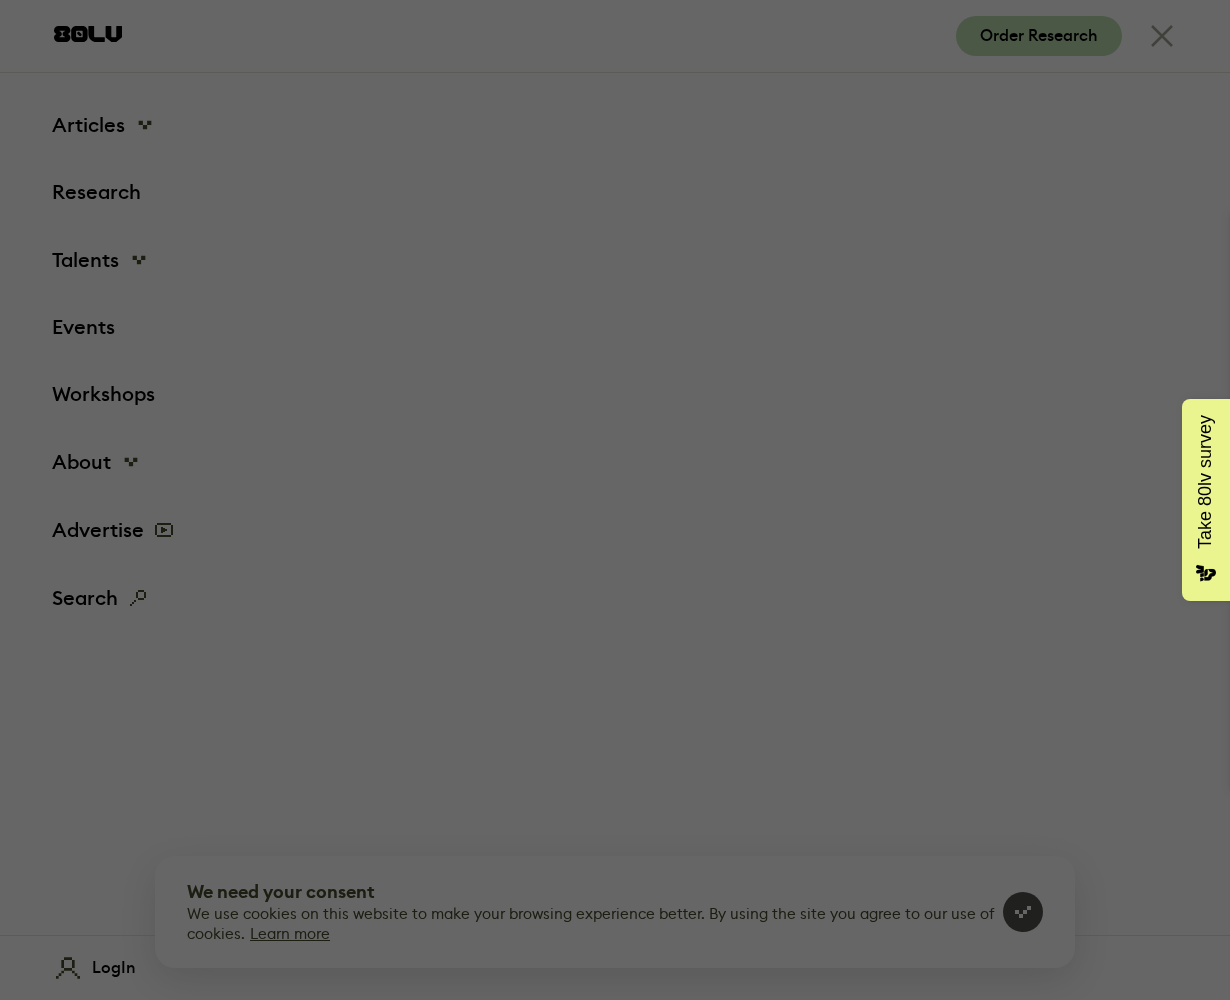 80LV
Order Research
Articles
Research
Talents
Events
Workshops
About
Advertise
Search
Take 80lv survey
We need your consent
We use cookies on this website to make your browsing experience better. By using the site you agree to our use of
cookies. Learn more
LogIn